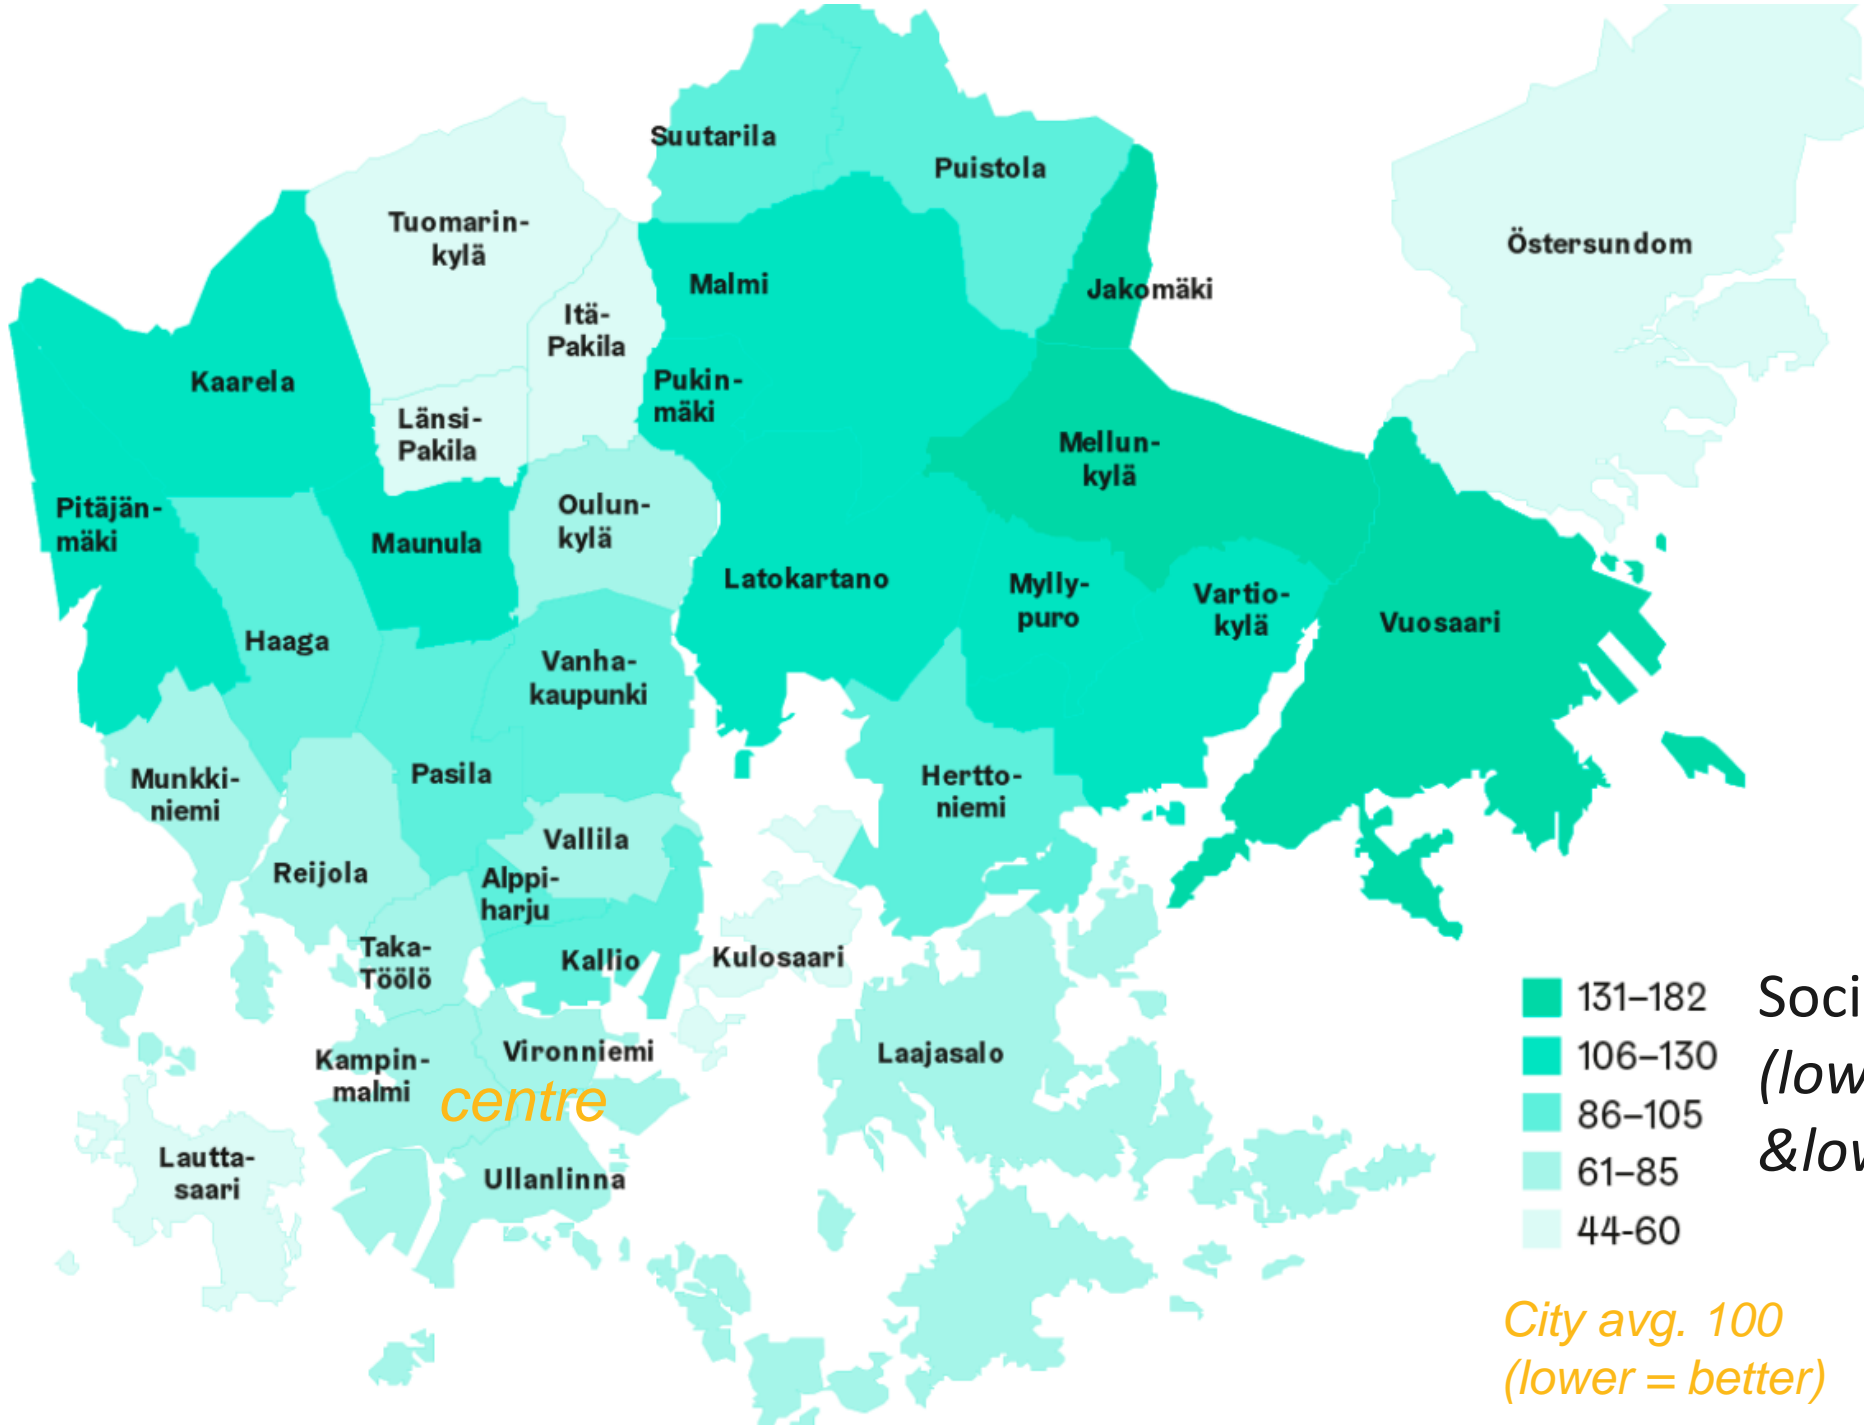 Suutarila
Puistola
Tuomarin-
kylä
Östersundom
Malmi
Jakomäki
Itä-
Pakila
Kaarela
Pukin-
mäki
Länsi-
Pakila
Mellun-
kylä
Pitäjän-
mäki
Oulun-
kylä
Maunula
Latokartano
Mylly-
puro
Vartio-
kylä
Vuosaari
Haaga
Vanha-
kaupunki
Munkki-
niemi
Pasila
Hertto-
niemi
Vallila
Reijola
Alppi-
harju
Taka-
Töölö
Kallio
Kulosaari
Kampin-
malmi
Vironniemi
centre
Laajasalo
Lautta-
saari
Ullanlinna
131–182
106–130
86–105
61–85
44-60
Soci
(low
&low
City avg. 100
(lower = better)